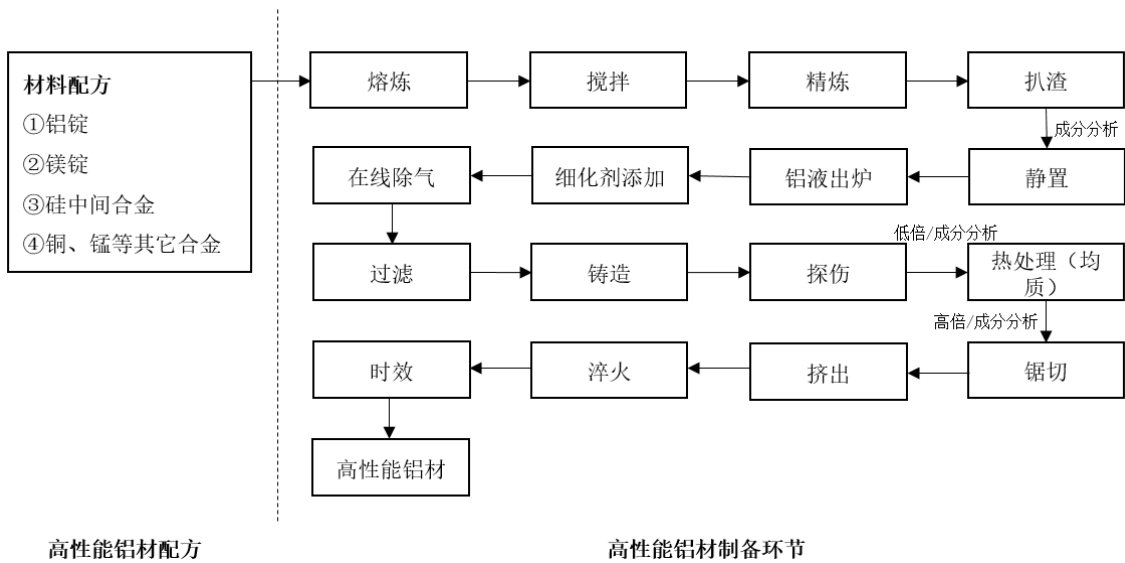 材料配方
①铝锭
②镁锭
③硅中间合金
④铜、锰等其它合金
熔炼
搅拌
精炼
扒渣
成分分析
静置
铝液出炉
细化剂添加
在线除气
过滤
铸造
探伤
低倍/成分分析
热处理（均
质）
高倍/成分分析
锯切
挤出
淬火
时效
高性能铝材
高性能铝材配方
高性能铝材制备环节